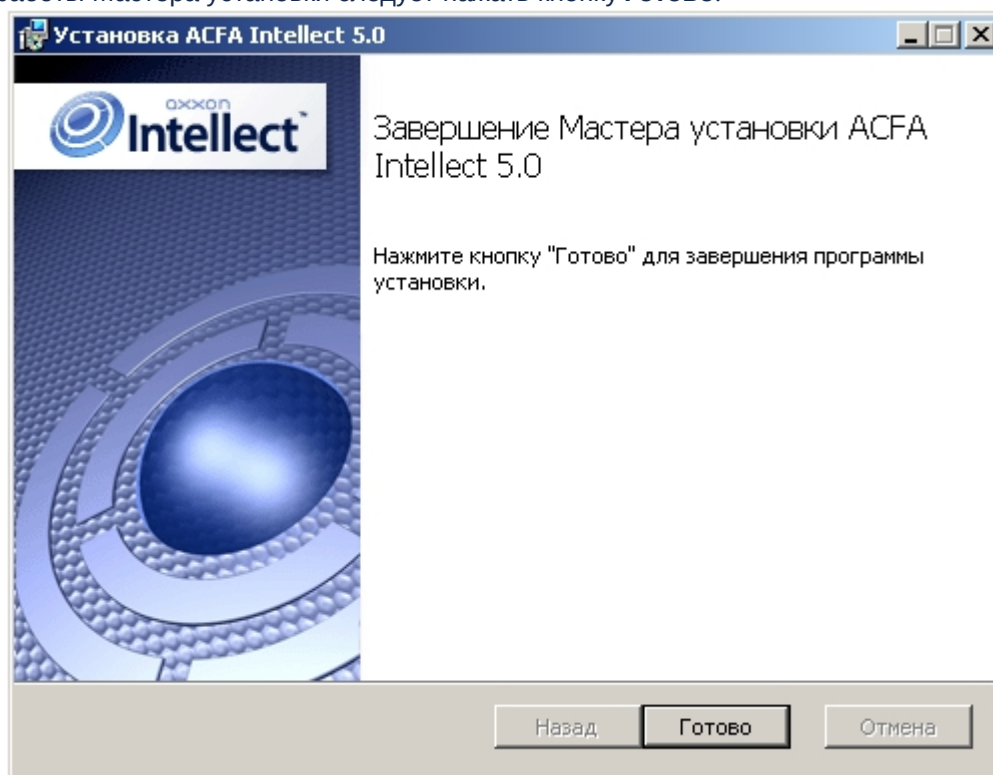 Установка ACFA Intellect 5.0
axxon
Intellect™
Завершение Мастера установки ACFA
Intellect 5.0
Нажмите кнопку "Готово" для завершения программы
установки.
Назад Готово Отмена